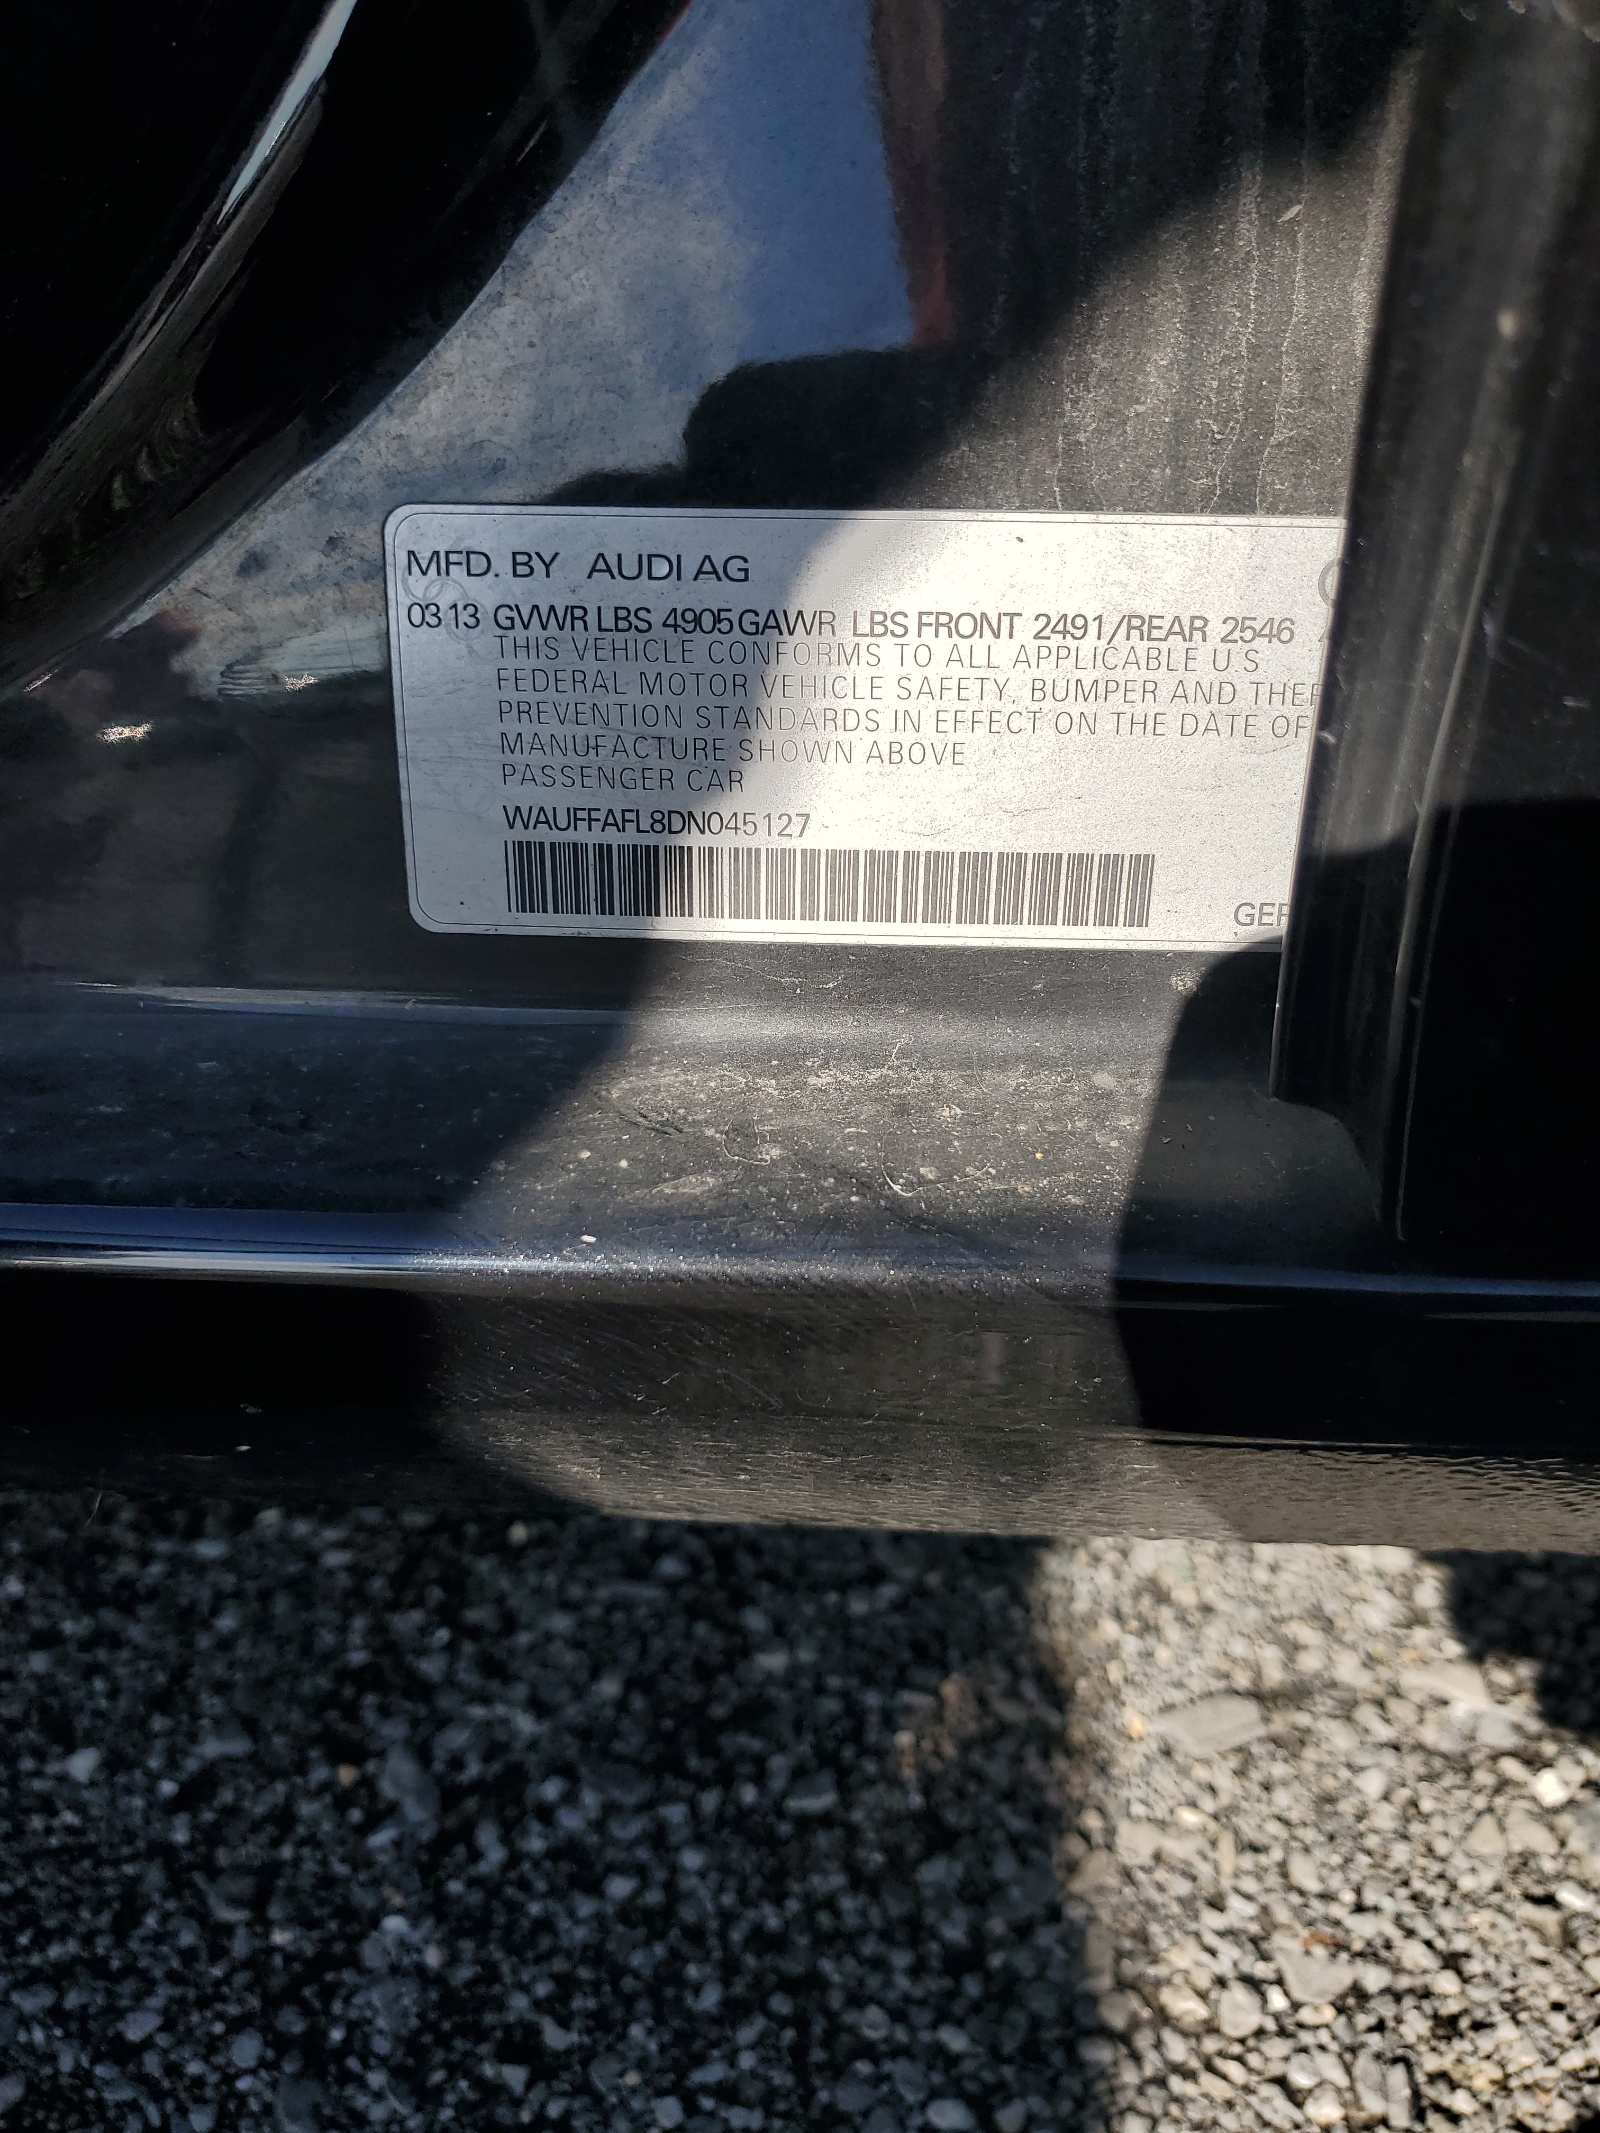 MFD. BY AUDI AG
03 13 GVWR LBS 4905 GAWR LBS FRONT 2491/REAR 2546
THIS VEHICLE CONFORMS TO ALL APPLICABLE U.S
FEDERAL MOTOR VEHICLE SAFETY, BUMPER AND THEF
PREVENTION STANDARDS IN EFFECT ON THE DATE OF
MANUFACTURE SHOWN ABOVE
PASSENGER CAR
WAUFFAFL8DN045127
GER